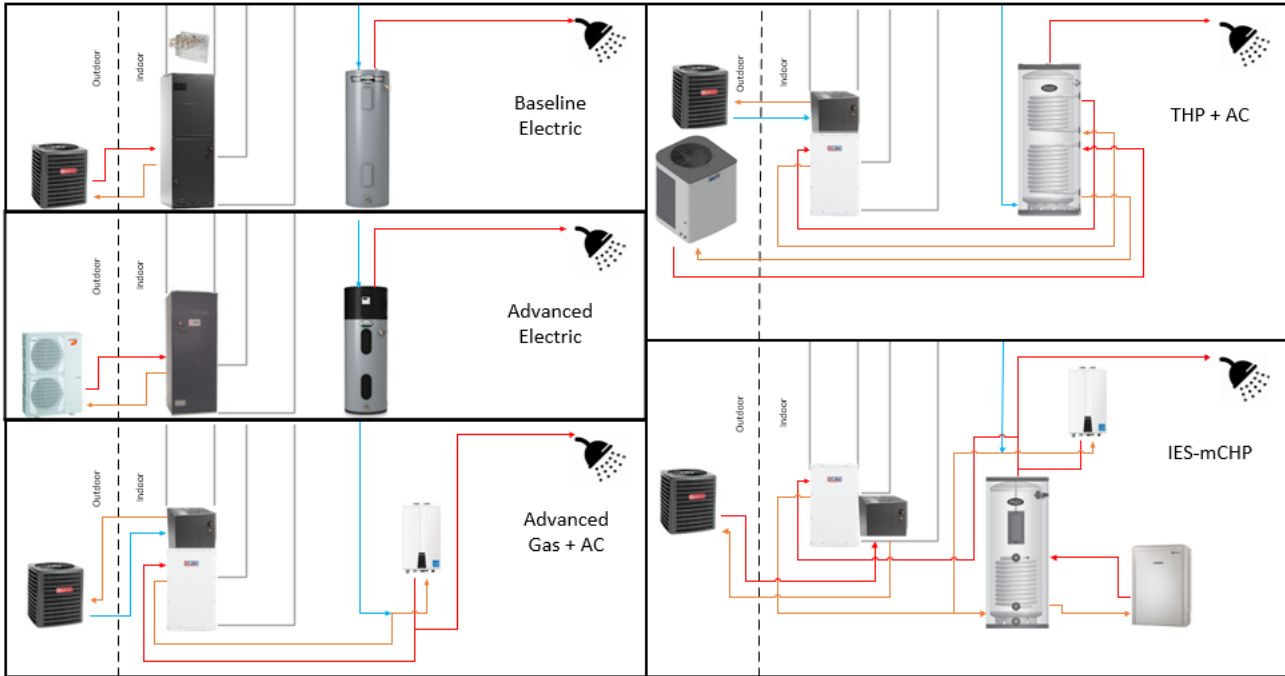 Outdoor
Indoor
Baseline
Electric
Outdoor
Indoor
Advanced
Electric
Outdoor
Indoor
Advanced
Gas + AC
Outdoor
Indoor
THP + AC
Outdoor
Indoor
IES-mCHP